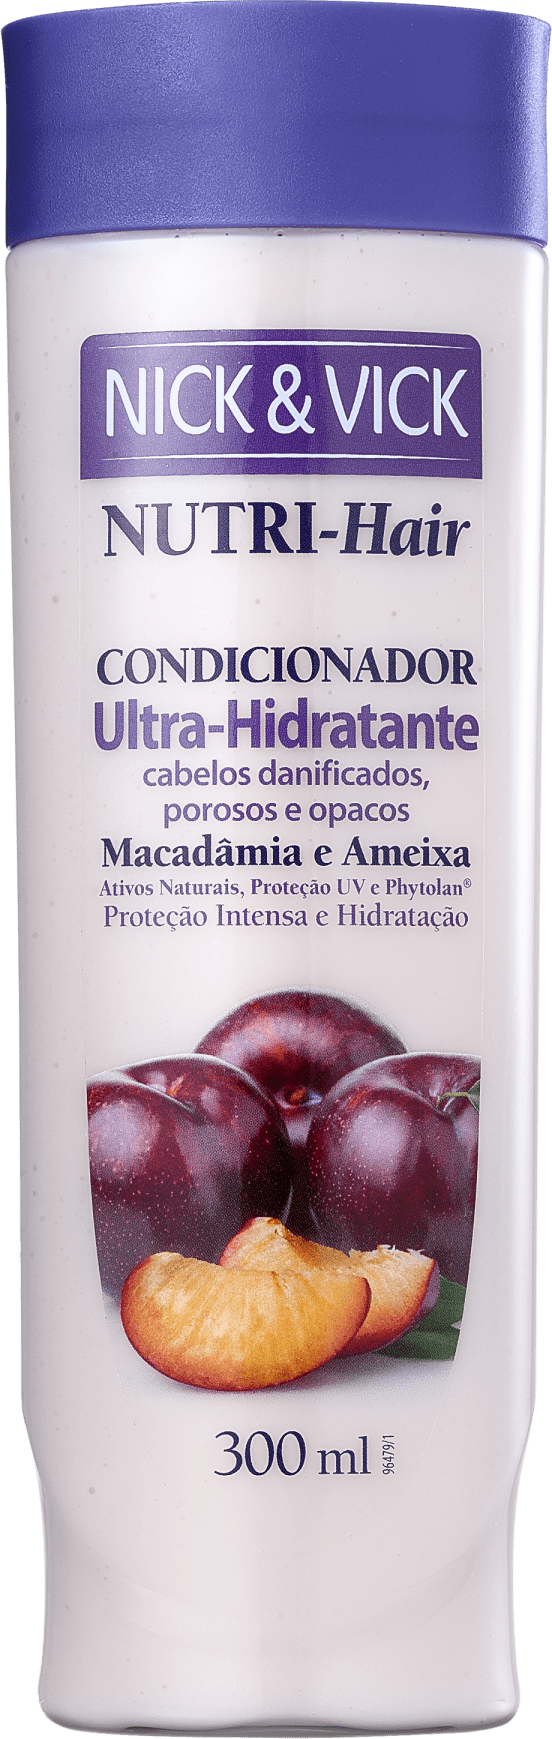 NICK & VICK
NUTRI-Hair
CONDICIONADOR
Ultra-Hidratante
cabelos danificados,
porosos e opacos
Macadâmia e Ameixa
Ativos Naturais, Proteção UV e Phytolan®
Proteção Intensa e Hidratação
300 ml
96479/1